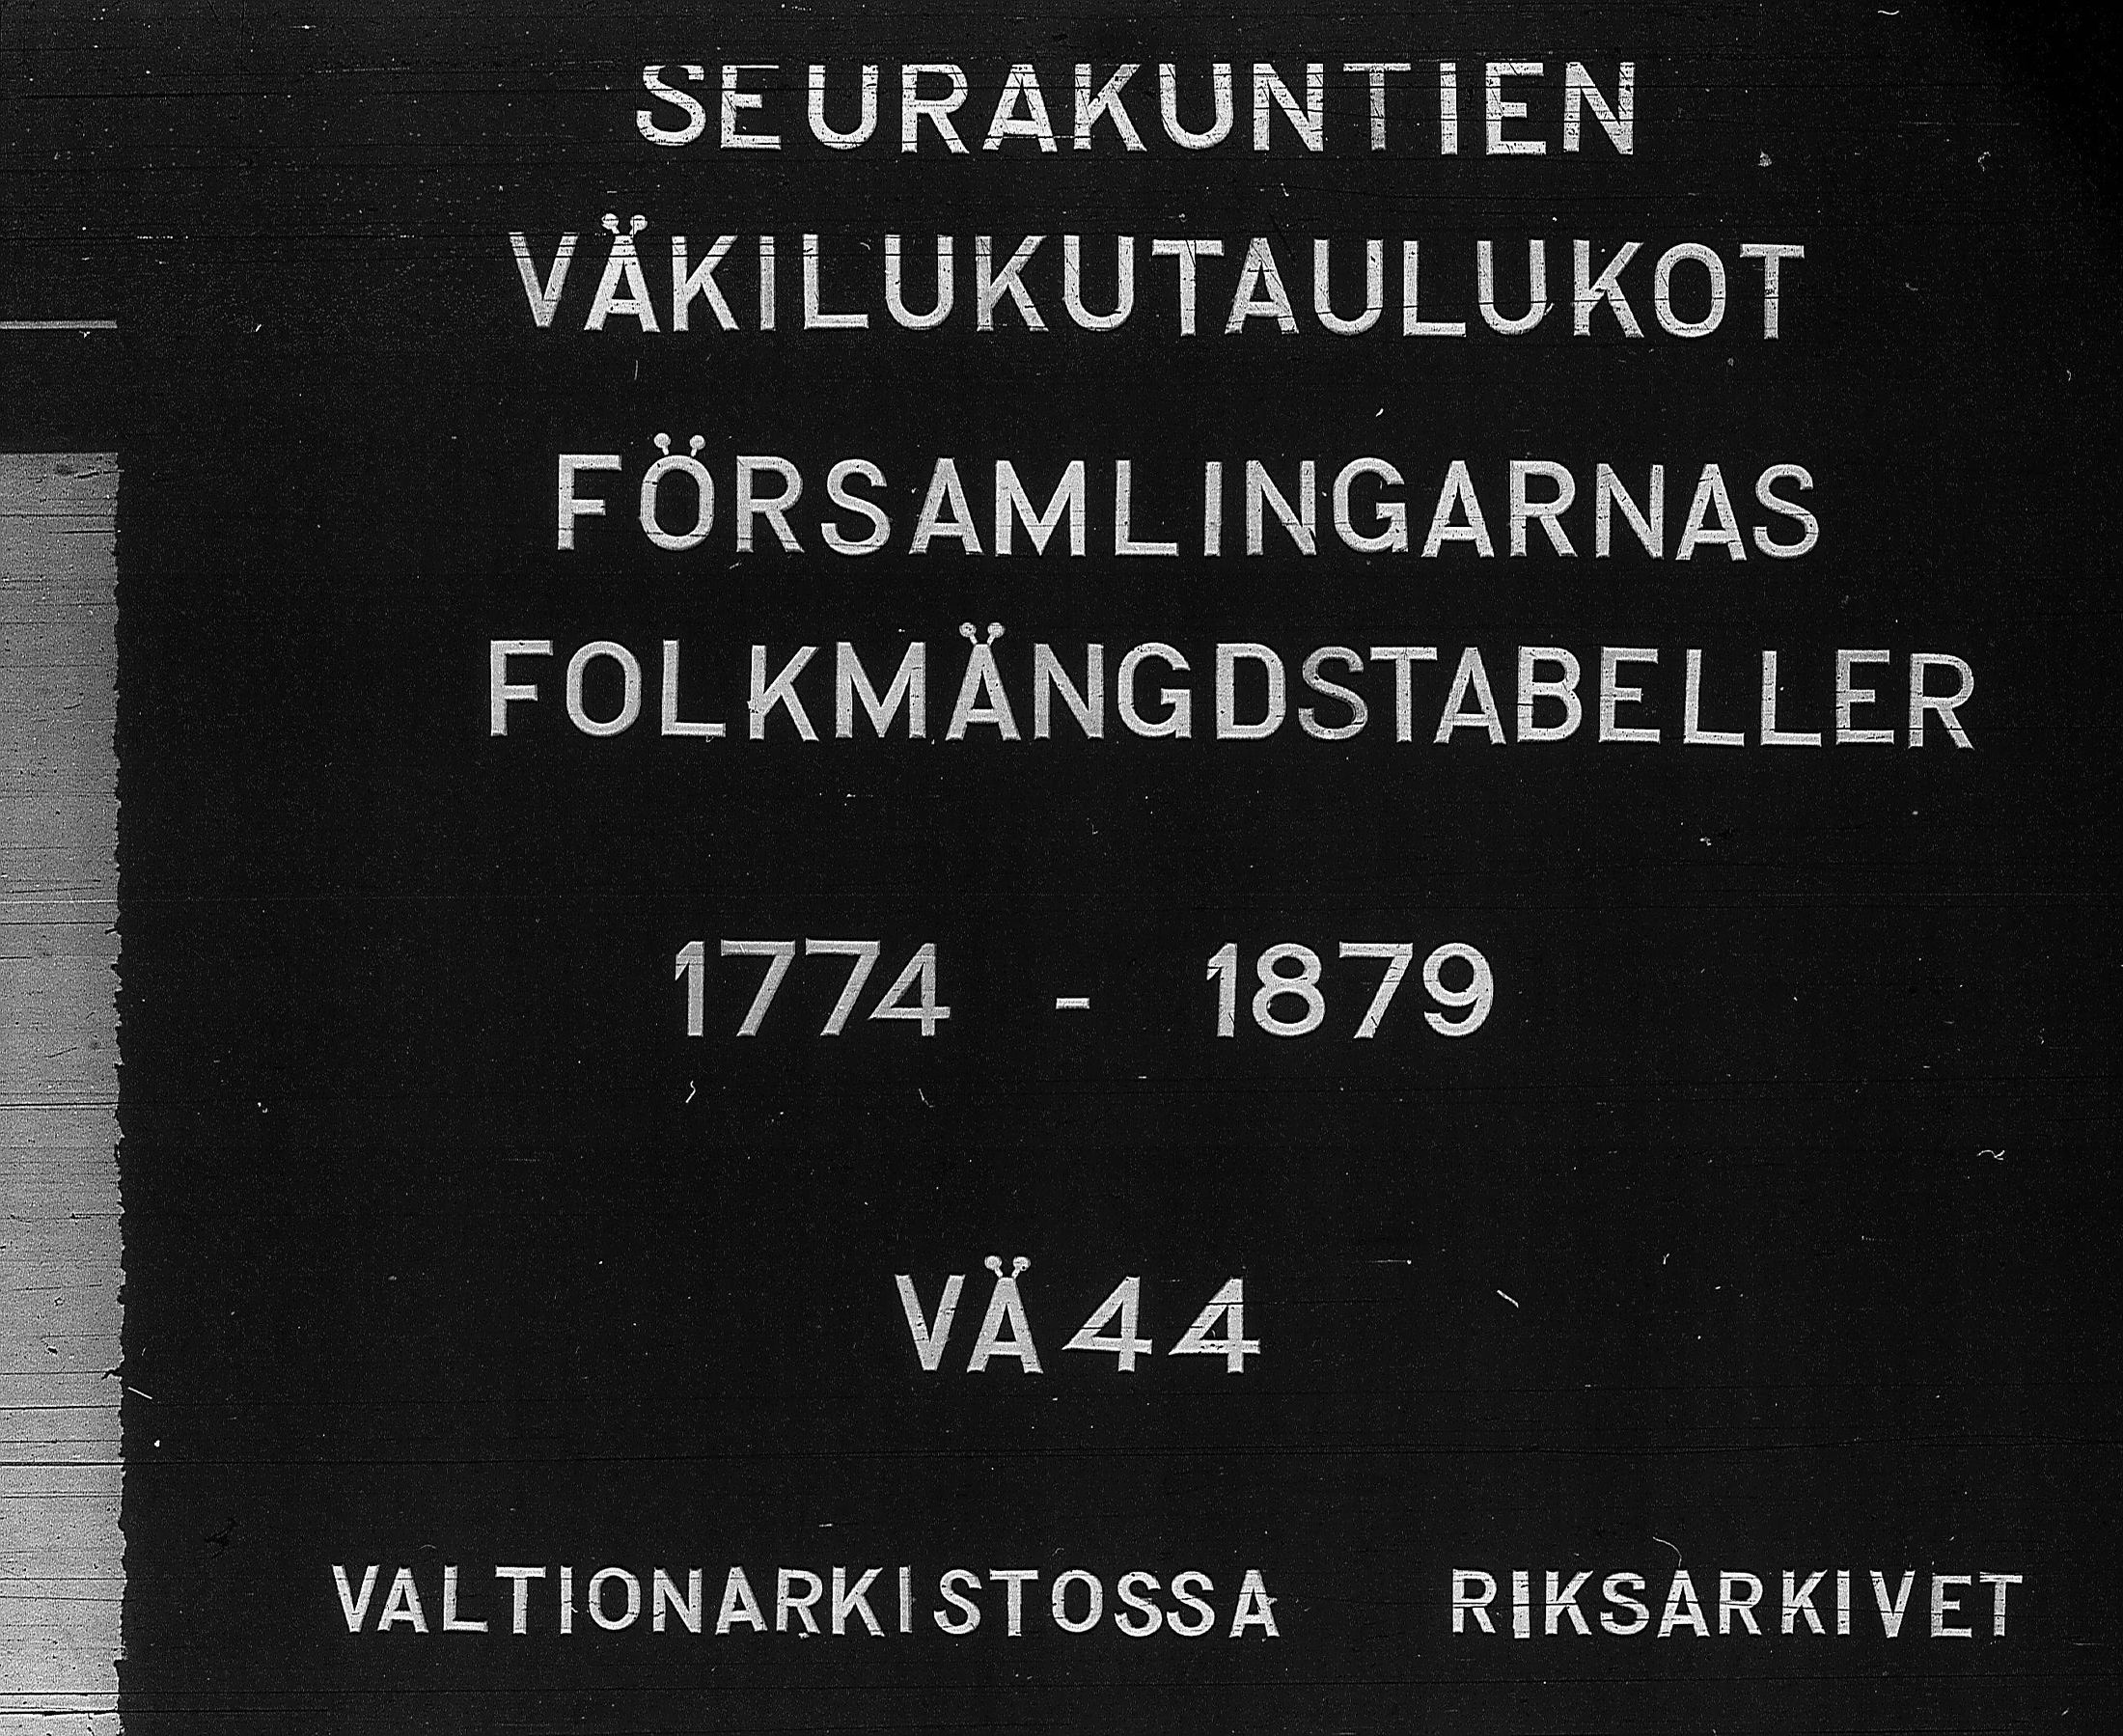 SEURAKUNTIEN
VÄKILUKUTAULUKOT
FÖRSAMLINGARNAS
FOLKMÄNGDSTABELLER
1774 - 1879
VÄ44
VALTIONARKISTOSSA RIKSARKIVET